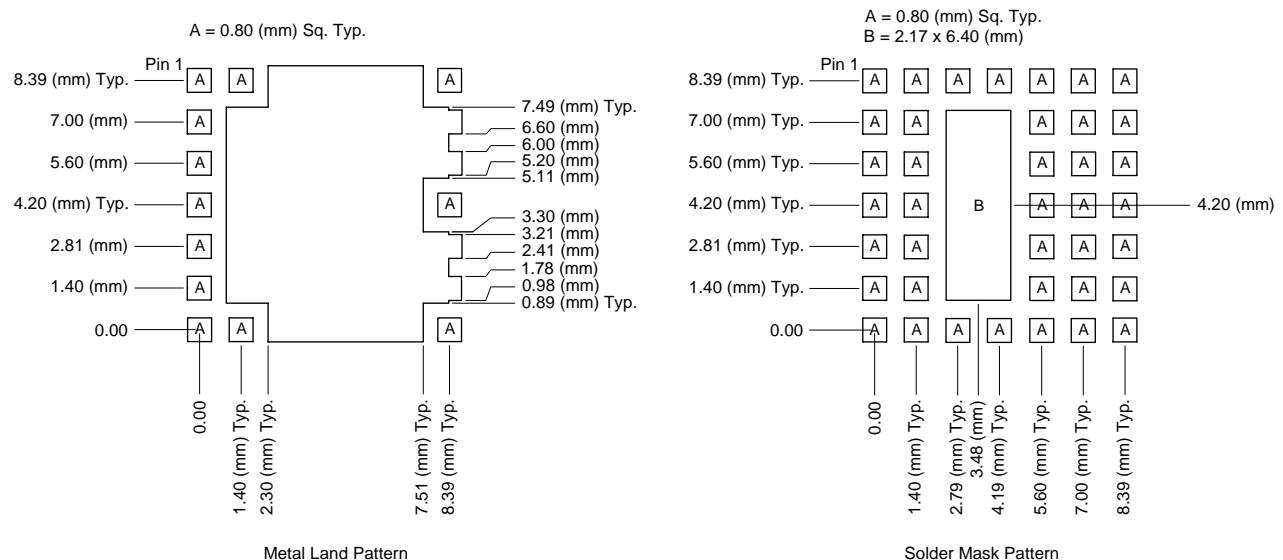 A = 0.80 (mm) Sq. Typ.
Pin 1
8.39 (mm) Typ.
7.00 (mm)
5.60 (mm)
4.20 (mm) Typ.
2.81 (mm)
1.40 (mm)
0.00
A A A
A
A
A A
A
A
A A A
7.49 (mm) Typ.
6.60 (mm)
6.00 (mm)
5.20 (mm)
5.11 (mm)
3.30 (mm)
3.21 (mm)
2.41 (mm)
1.78 (mm)
0.98 (mm)
0.89 (mm) Typ.
0.00
1.40 (mm) Typ.
2.30 (mm)
7.51 (mm) Typ.
8.39 (mm) Typ.
Metal Land Pattern
A = 0.80 (mm) Sq. Typ.
B = 2.17 x 6.40 (mm)
Pin 1
8.39 (mm) Typ.
7.00 (mm) Typ.
5.60 (mm) Typ.
4.20 (mm) Typ.
2.81 (mm) Typ.
1.40 (mm) Typ.
0.00
A A A A A A A
A A A A A
A A A A A
A A B A A A
A A A A A
A A A A A
A A A A A A A
4.20 (mm)
0.00
1.40 (mm) Typ.
2.79 (mm) Typ.
3.48 (mm)
4.19 (mm) Typ.
5.60 (mm) Typ.
7.00 (mm) Typ.
8.39 (mm) Typ.
Solder Mask Pattern